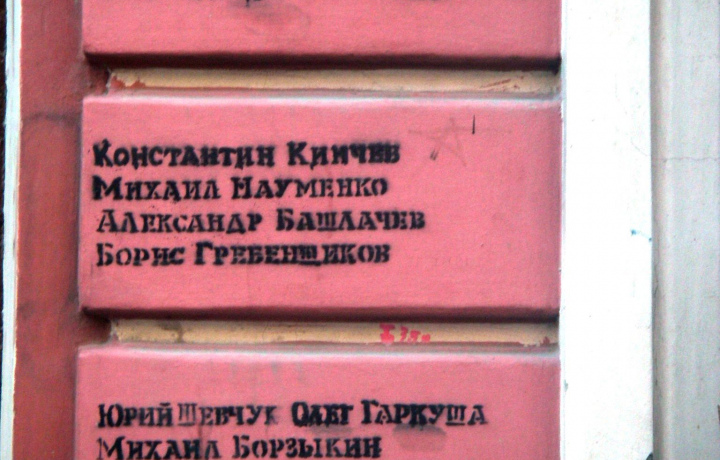 Константин Кинчев
Михаил Науменко
Александр Башлачев
Борис Гребенщиков
Юрий Шевчук Олег Гаркуша
Михаил Борзыкин